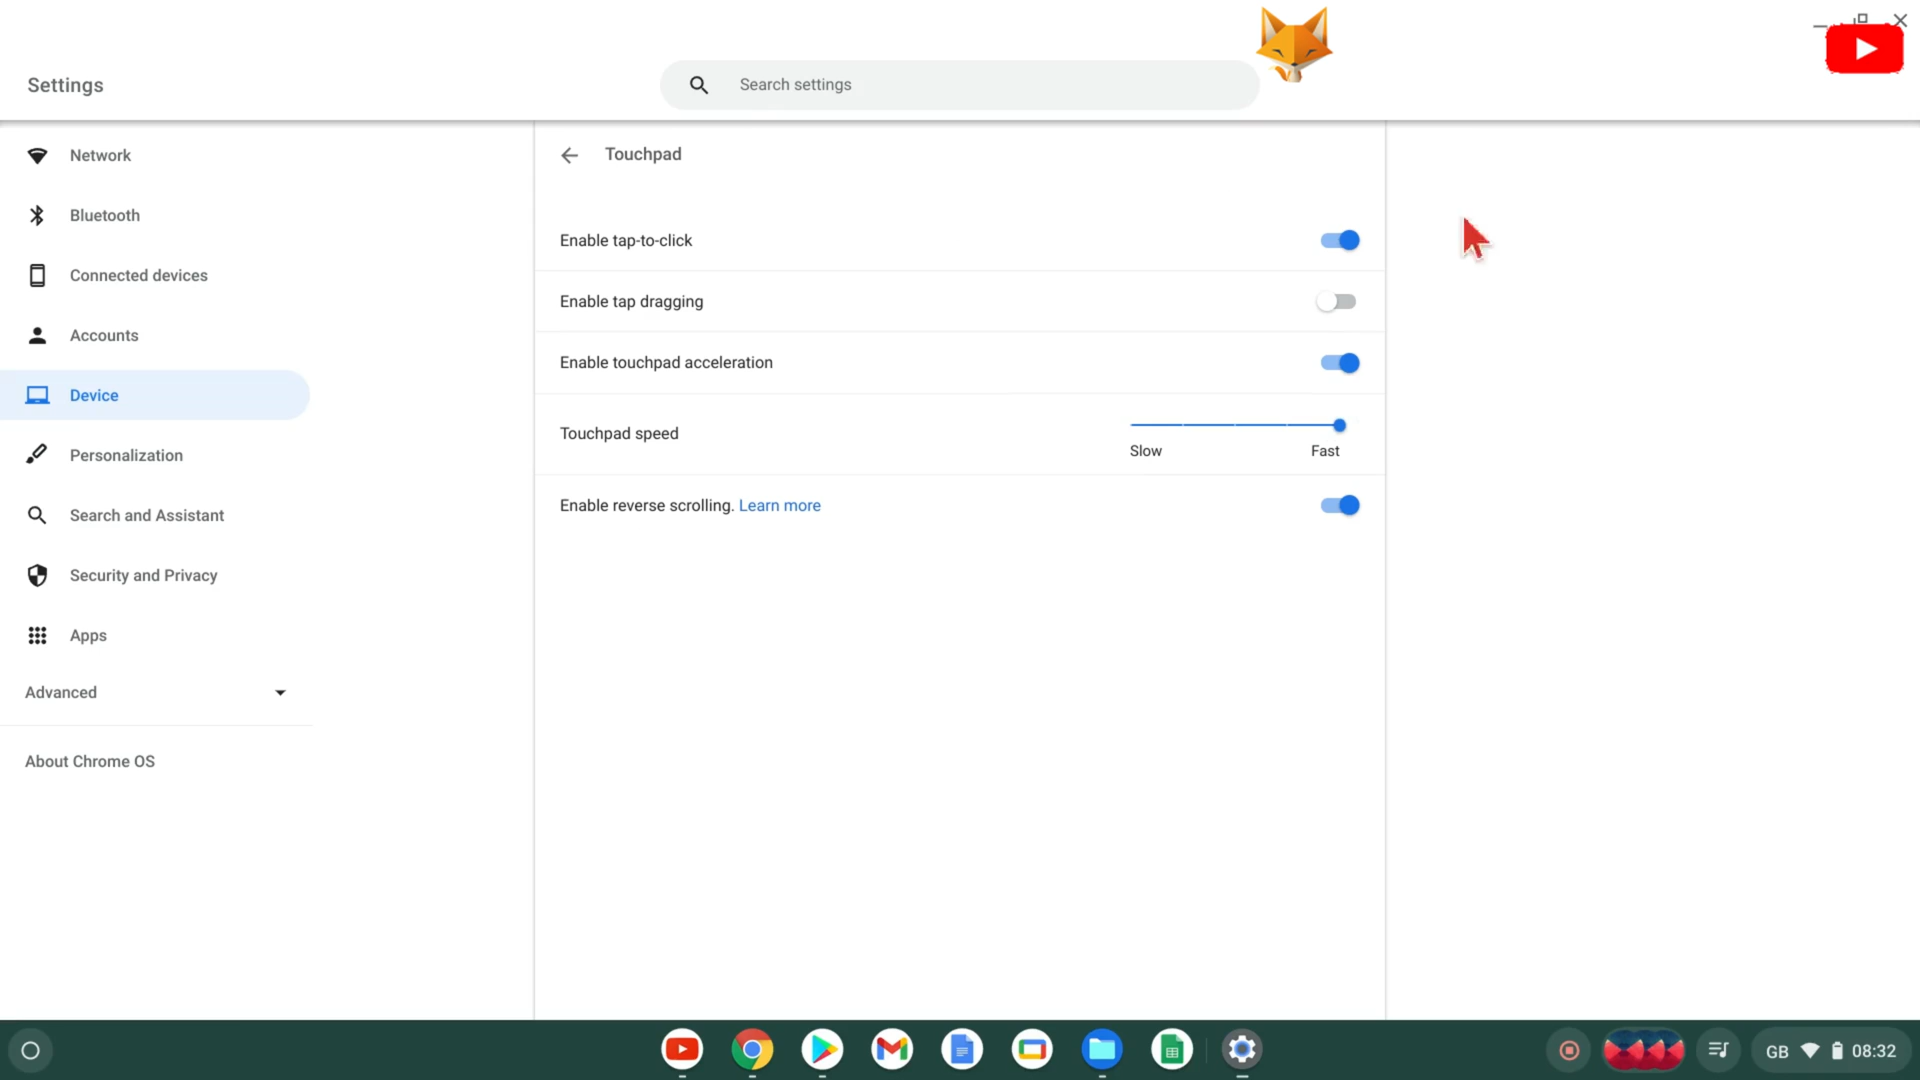 Settings
Search settings
Network
Bluetooth
Connected devices
Accounts
Device
Personalization
Search and Assistant
Security and Privacy
Apps
Advanced
About Chrome OS
Touchpad
Enable tap-to-click
Enable tap dragging
Enable touchpad acceleration
Touchpad speed
Slow Fast
Enable reverse scrolling. Learn more
GB 08:32